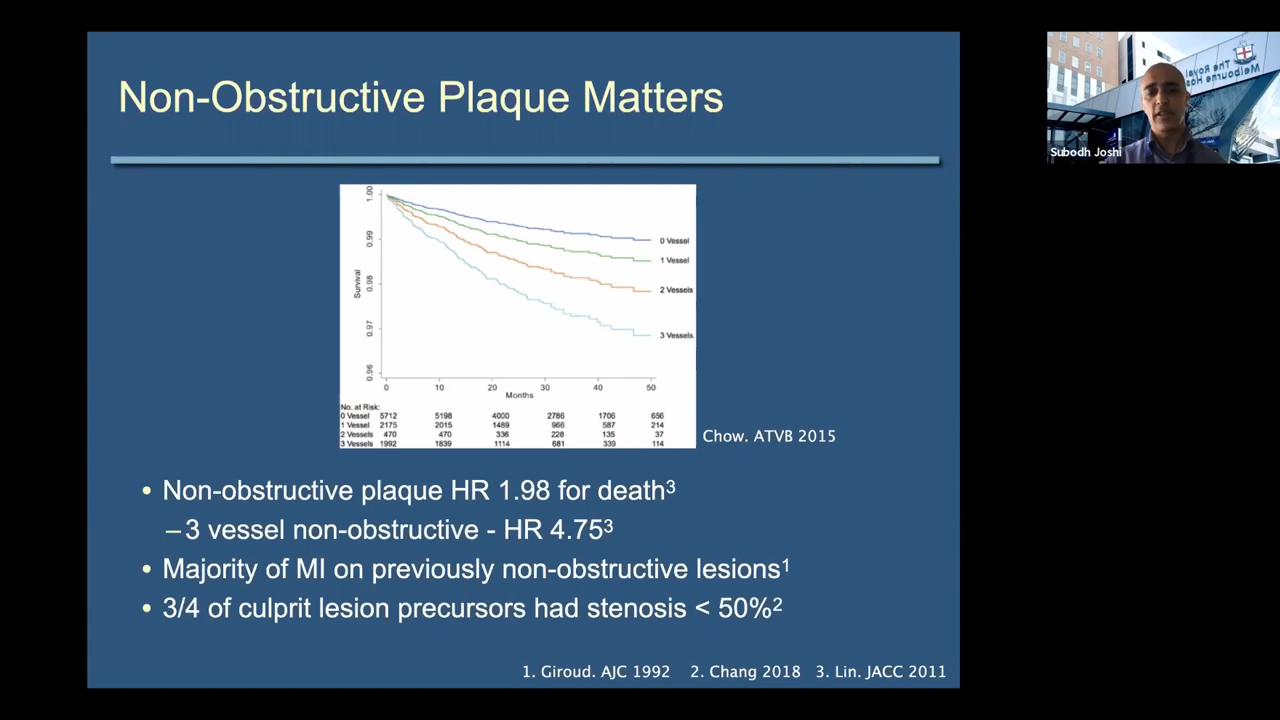 Non-Obstructive Plaque Matters
The Royal
Melbourne Hos
Subodh Joshi
1.00
0.99
0.98
0.97
0.96
Survival
0 Vessel
1 Vessel
2 Vessels
3 Vessels
0 10 20 30 40 50
Months
No. at Risk:
0 Vessel 5712 5198 4000 2786 1706 656
1 Vessel 2175 2015 1489 966 587 214
2 Vessels 470 470 336 228 135 37
3 Vessels 1992 1839 1114 681 339 114
Chow. ATVB 2015
• Non-obstructive plaque HR 1.98 for death³
–3 vessel non-obstructive - HR 4.75³
• Majority of MI on previously non-obstructive lesions¹
• 3/4 of culprit lesion precursors had stenosis < 50%²
1. Giroud. AJC 1992 2. Chang 2018 3. Lin. JACC 2011